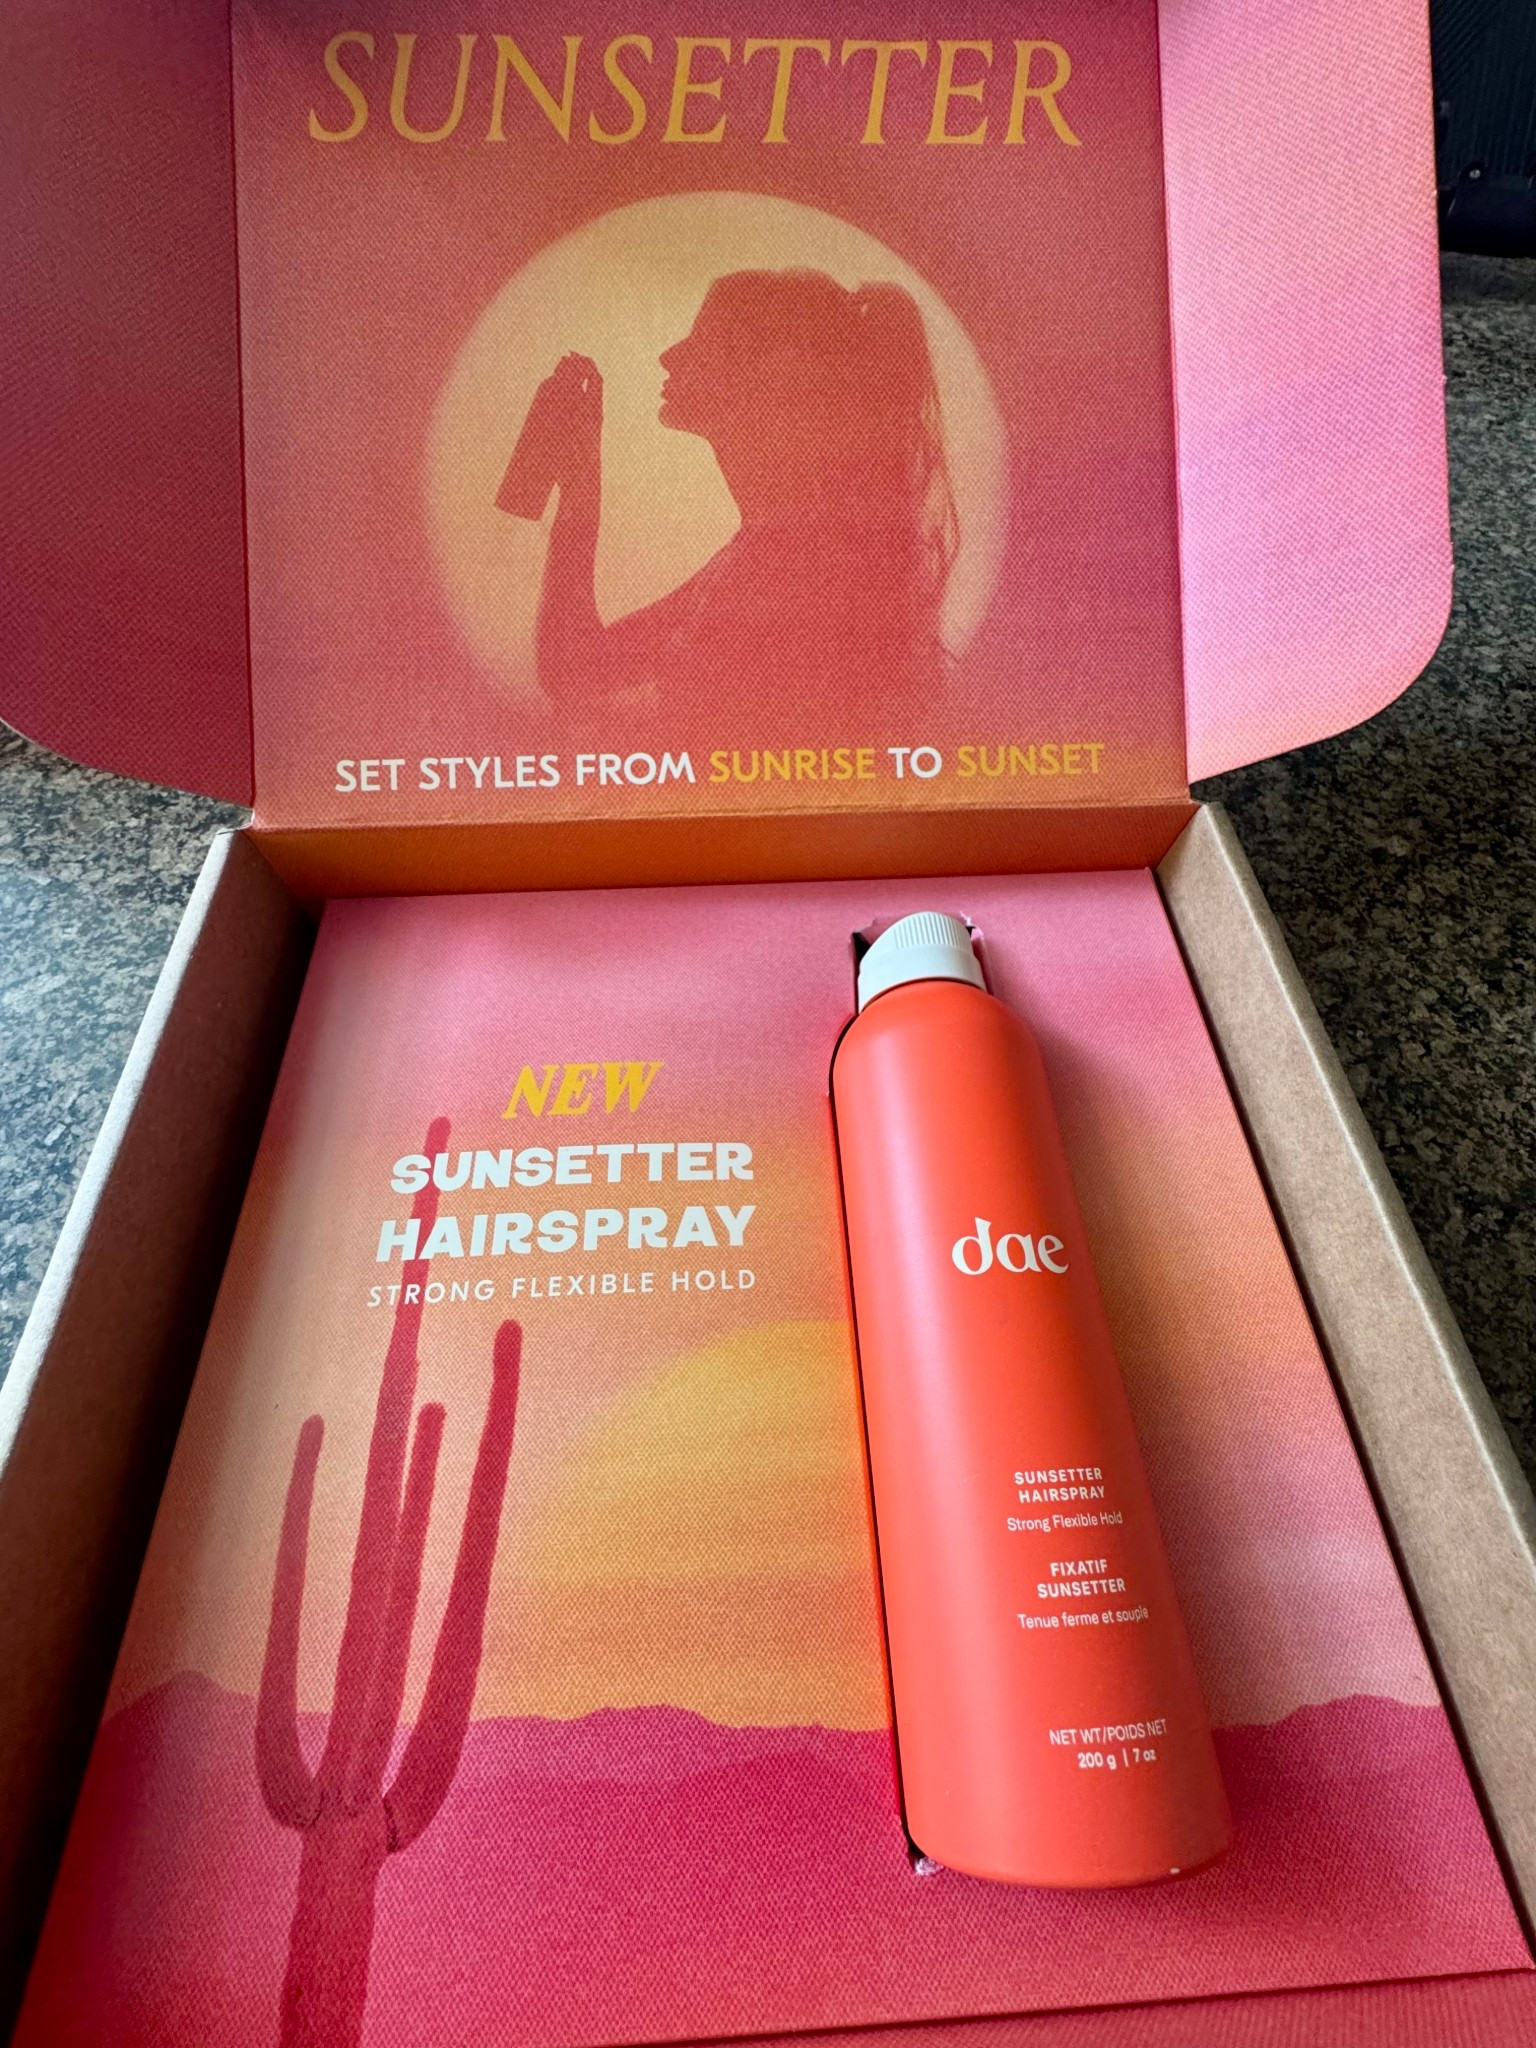 SUNSETTER
SET STYLES FROM SUNRISE TO SUNSET
NEW
SUNSETTER
HAIRSPRAY
STRONG FLEXIBLE HOLD
dae
SUNSETTER
HAIRSPRAY
Strong Flexible Hold
FIXATIF
SUNSETTER
Tenue ferme et souple
NET WT/POIDS NET
200 g | 7 oz